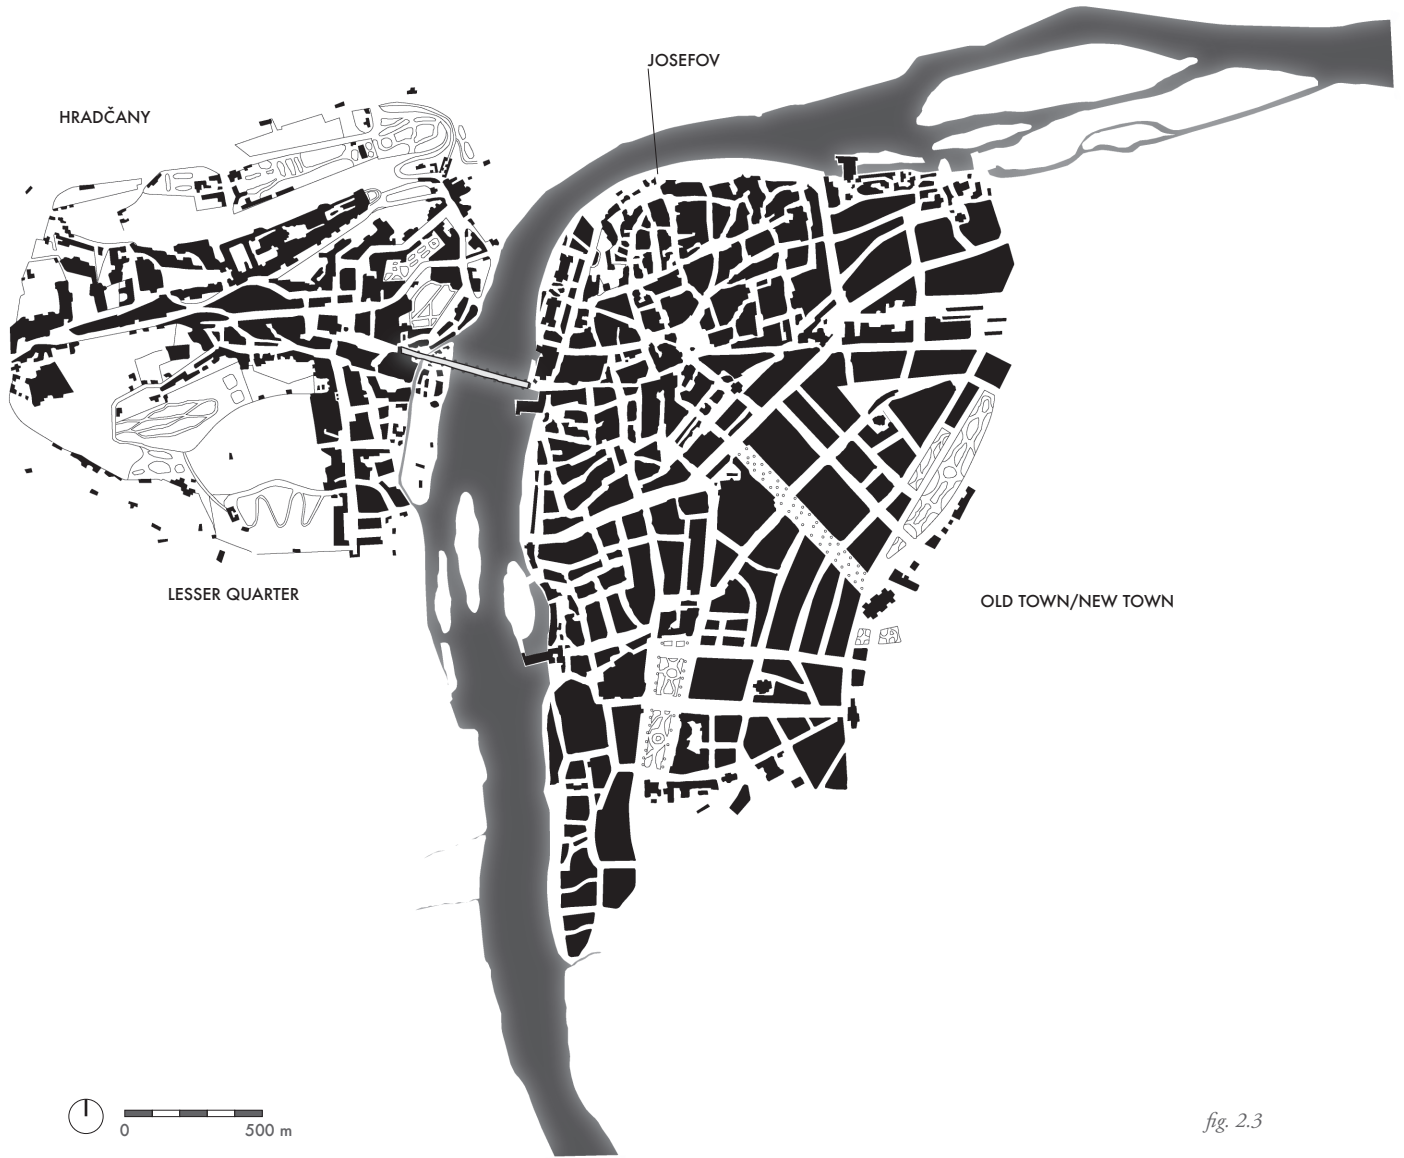 JOSEFOV
HRADČANY
LESSER QUARTER
OLD TOWN/NEW TOWN
0 500 m
fig. 2.3